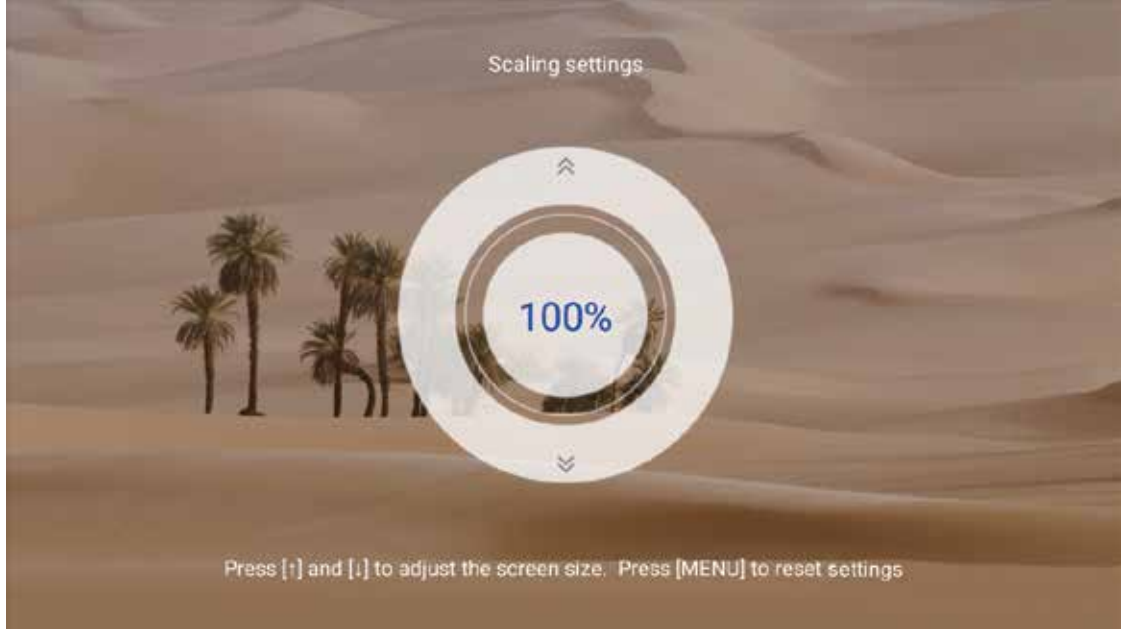 Scaling settings
100%
Press [↑] and [↓] to adjust the screen size. Press [MENU] to reset settings